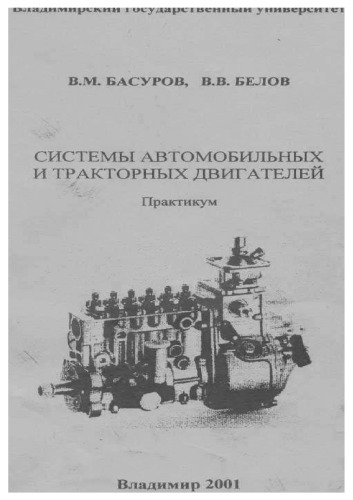 Владимирский государственный университет
В.М. БАСУРОВ, В.В. БЕЛОВ
СИСТЕМЫ АВТОМОБИЛЬНЫХ
И ТРАКТОРНЫХ ДВИГАТЕЛЕЙ
Практикум
Владимир 2001